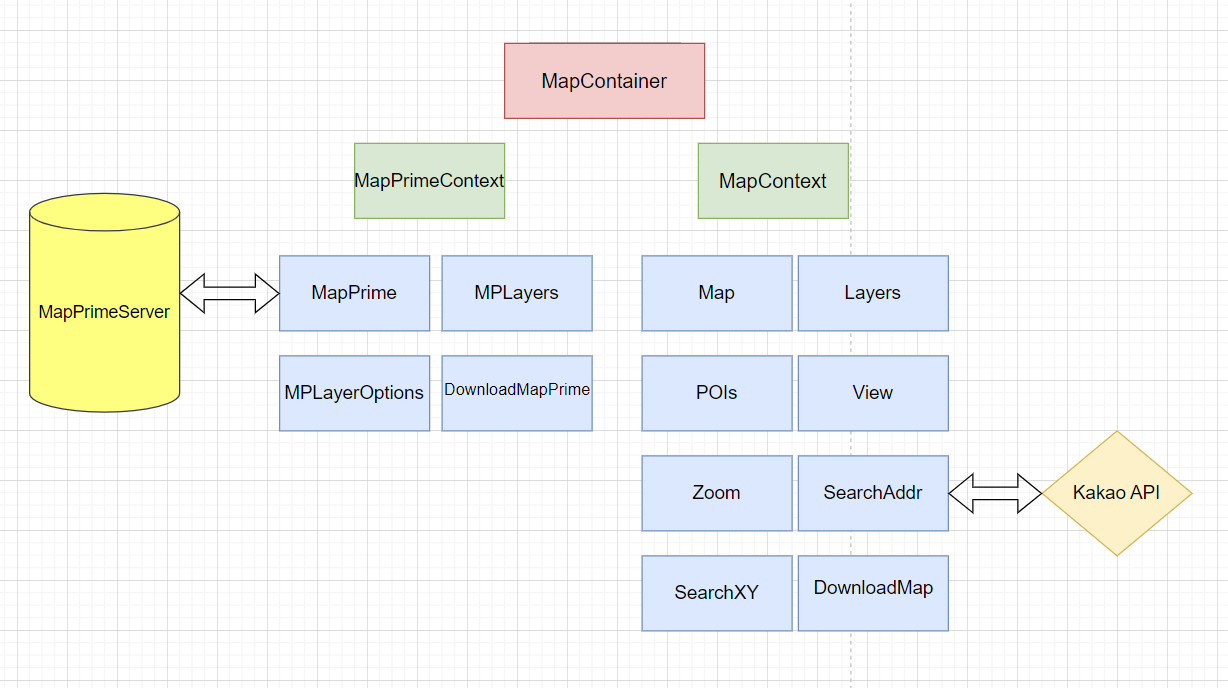 MapContainer
MapPrimeContext
MapContext
MapPrimeServer
MapPrime
MPLayers
Map
Layers
MPLayerOptions
DownloadMapPrime
POIs
View
Zoom
SearchAddr
Kakao API
SearchXY
DownloadMap